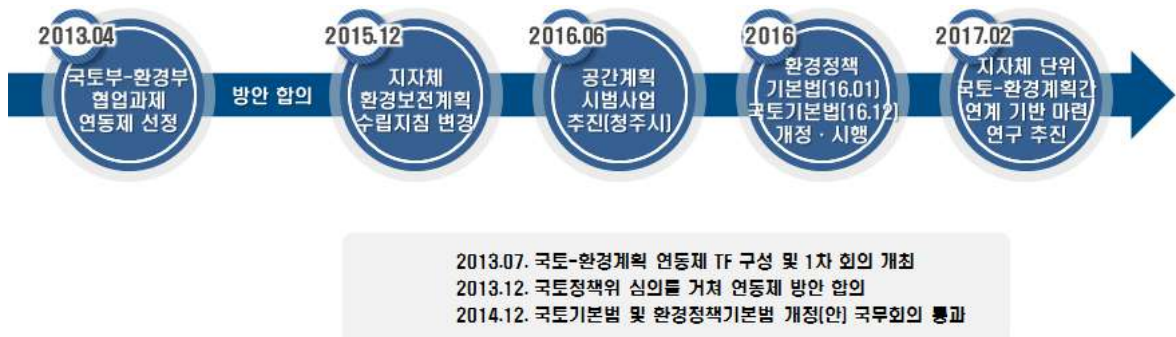 2013.04
국토부-환경부
협업과제
연동제 선정
방안 합의
2015.12
지자체
환경보전계획
수립지침 변경
2016.06
공간계획
시범사업
추진(청주시)
2016
환경정책
기본법(16.01)
국토기본법(16.12)
개정 · 시행
2017.02
지자체 단위
국토-환경계획간
연계 기반 마련
연구 추진
2013.07. 국토-환경계획 연동제 TF 구성 및 1차 회의 개최
2013.12. 국토정책위 심의를 거쳐 연동제 방안 합의
2014.12. 국토기본법 및 환경정책기본법 개정(안) 국무회의 통과